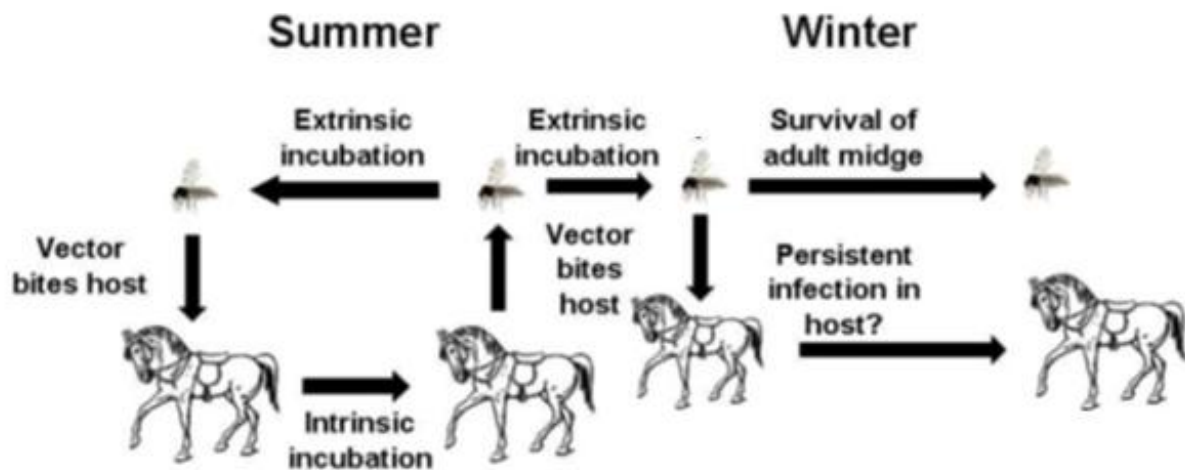 Summer
Winter
Extrinsic
incubation
Extrinsic
incubation
Survival of
adult midge
Vector
bites host
Vector
bites
host
Persistent
infection in
host?
Intrinsic
incubation